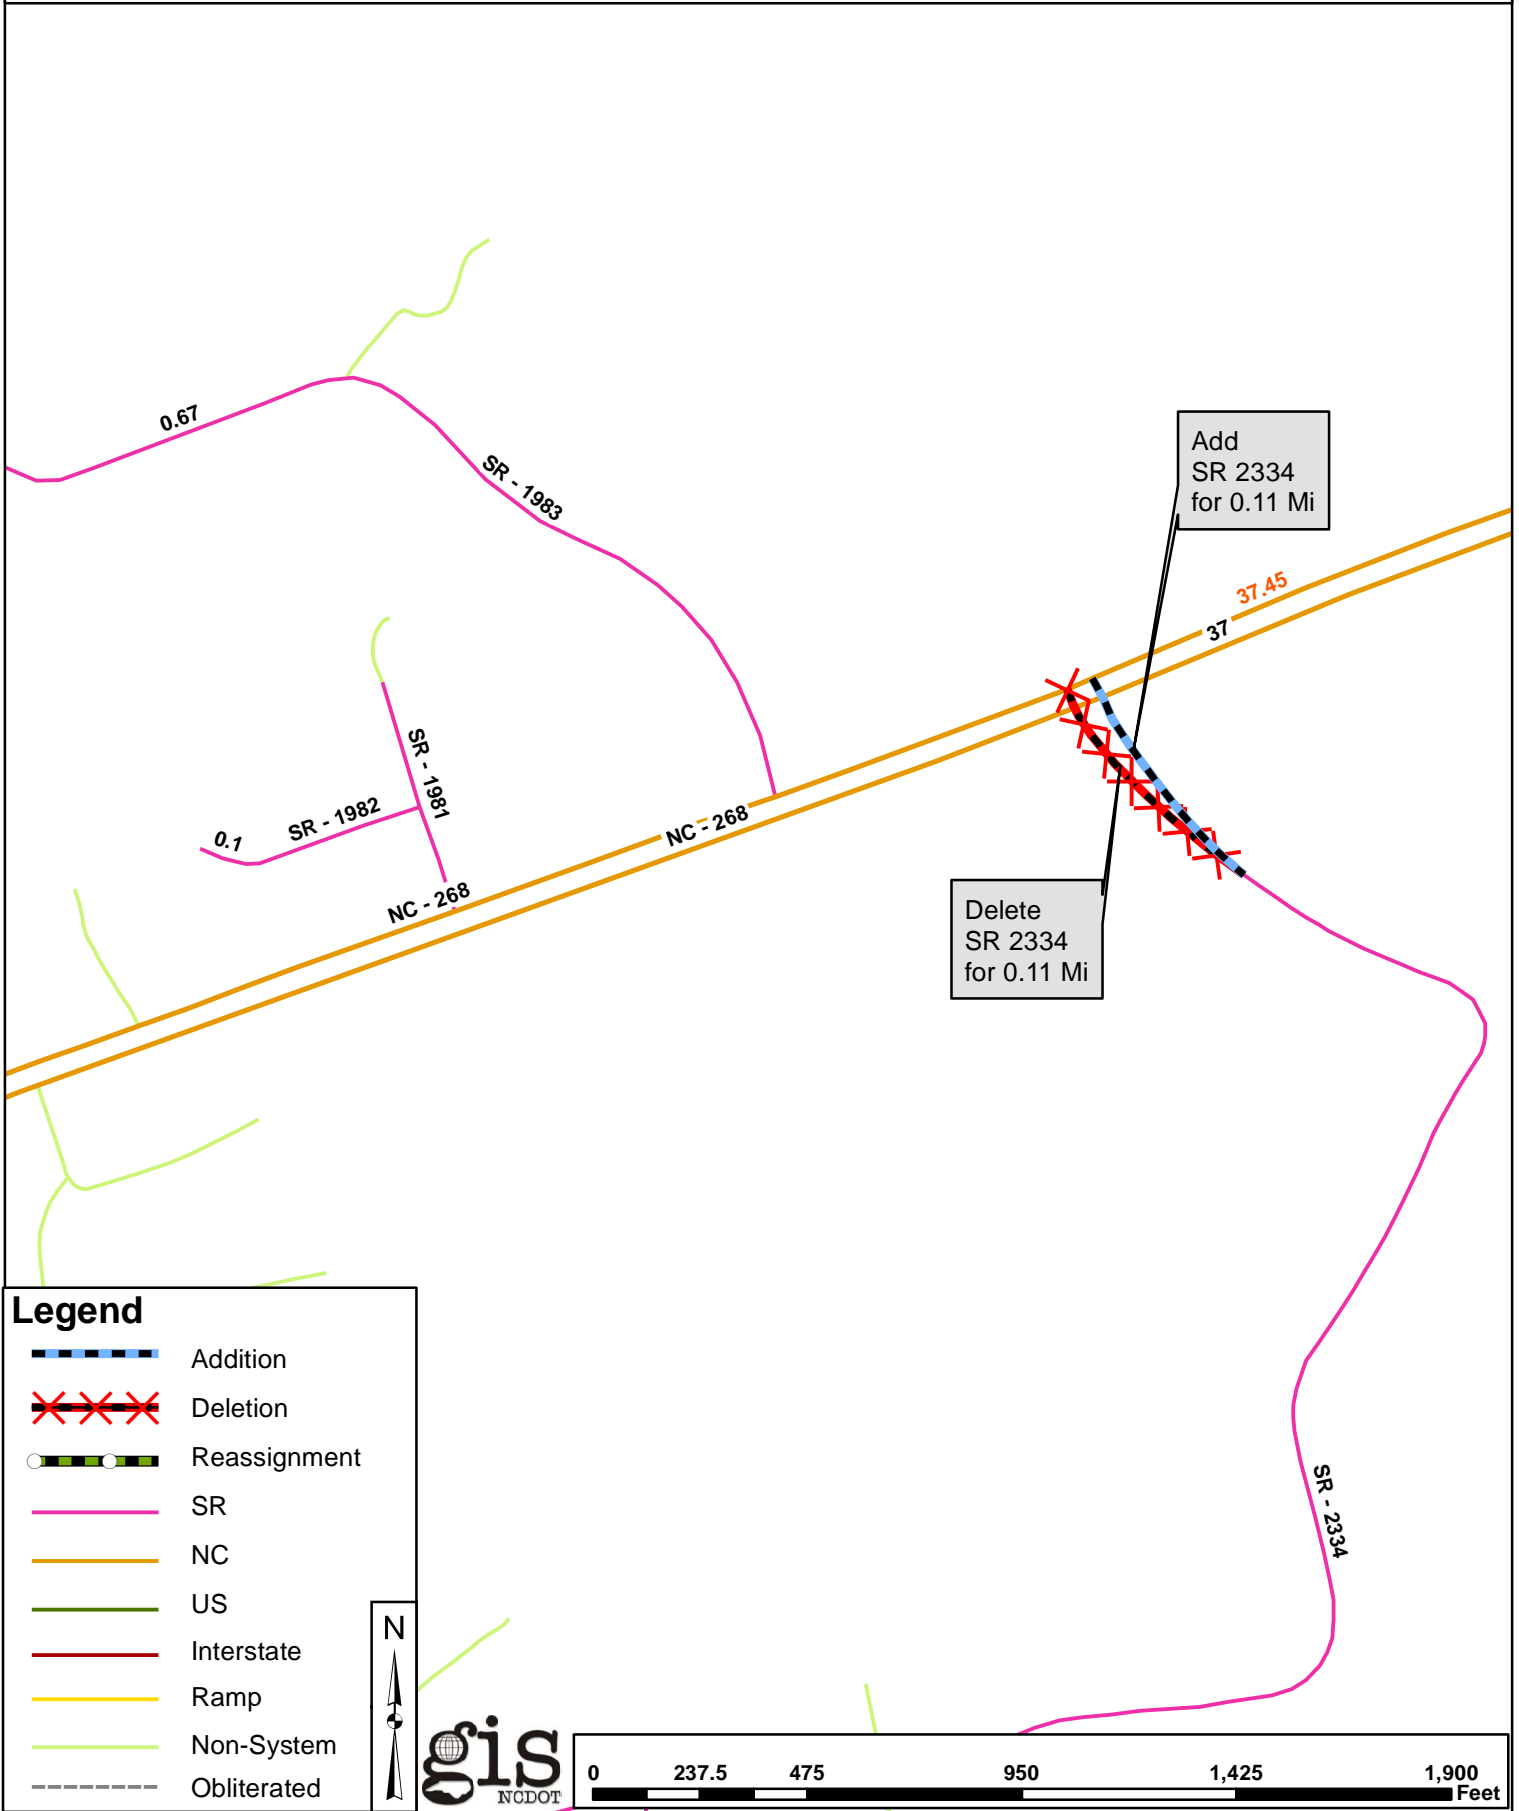 0.67
SR - 1983
Add
SR 2334
for 0.11 Mi
37.45
37
SR - 1981
SR - 1982
0.1
NC - 268
NC - 268
Delete
SR 2334
for 0.11 Mi
SR - 2334
Legend
Addition
Deletion
Reassignment
SR
NC
US
Interstate
Ramp
Non-System
Obliterated
N
gis
NCDOT
0 237.5 475 950 1,425 1,900
Feet